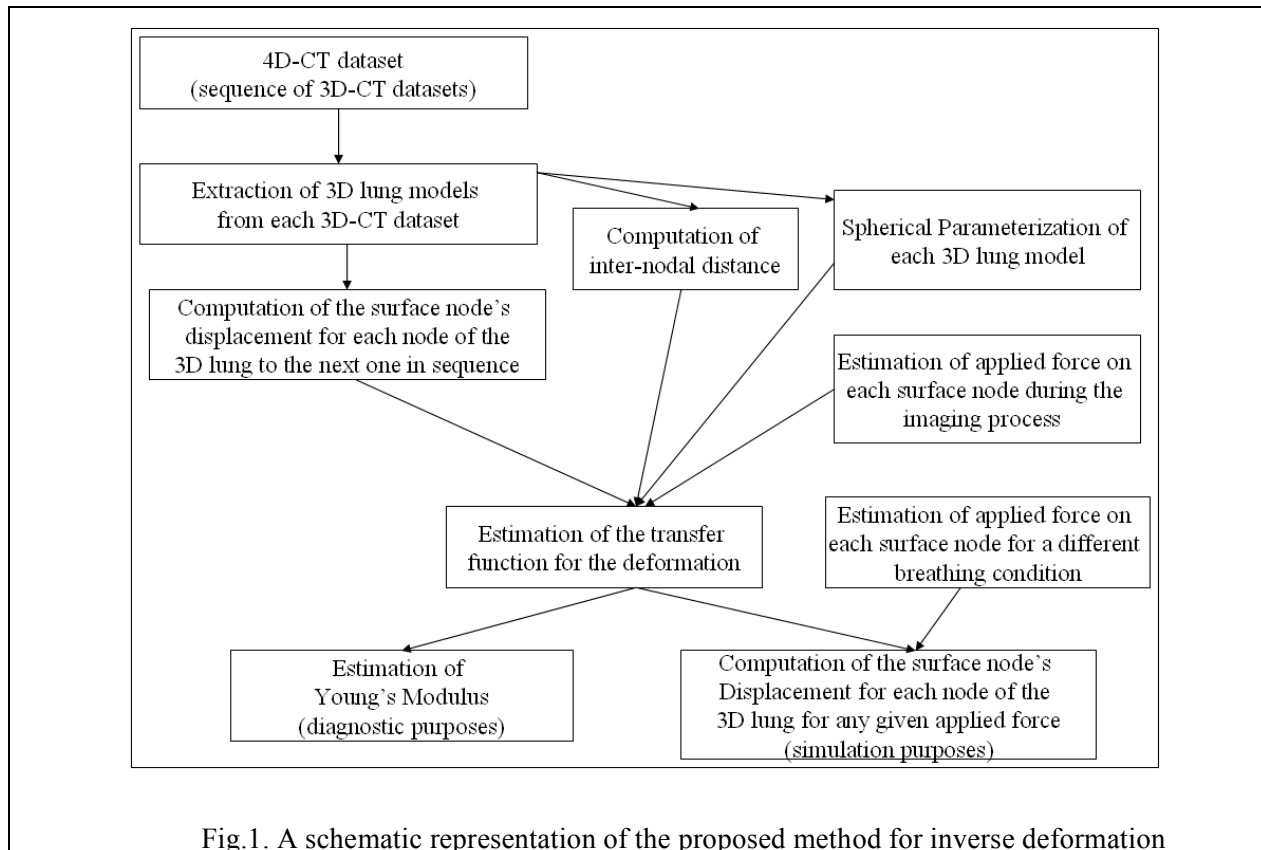 4D-CT dataset
(sequence of 3D-CT datasets)
Extraction of 3D lung models
from each 3D-CT dataset
Computation of
inter-nodal distance
Spherical Parameterization of
each 3D lung model
Computation of the surface node's
displacement for each node of the
3D lung to the next one in sequence
Estimation of applied force on
each surface node during the
imaging process
Estimation of the transfer
function for the deformation
Estimation of applied force on
each surface node for a different
breathing condition
Estimation of
Young's Modulus
(diagnostic purposes)
Computation of the surface node's
Displacement for each node of the
3D lung for any given applied force
(simulation purposes)
Fig.1. A schematic representation of the proposed method for inverse deformation